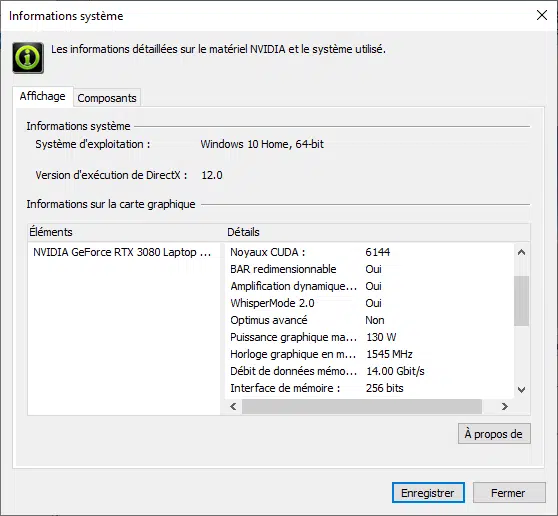 Informations système
Les informations détaillées sur le matériel NVIDIA et le système utilisé.
Affichage Composants
Informations système
Système d'exploitation : Windows 10 Home, 64-bit
Version d'exécution de DirectX : 12.0
Informations sur la carte graphique
Éléments Détails
NVIDIA GeForce RTX 3080 Laptop ... Noyaux CUDA : 6144
BAR redimensionnable Oui
Amplification dynamique... Oui
WhisperMode 2.0 Oui
Optimus avancé Non
Puissance graphique ma... 130 W
Horloge graphique en m... 1545 MHz
Débit de données mémo... 14.00 Gbit/s
Interface de mémoire : 256 bits
À propos de
Enregistrer Fermer